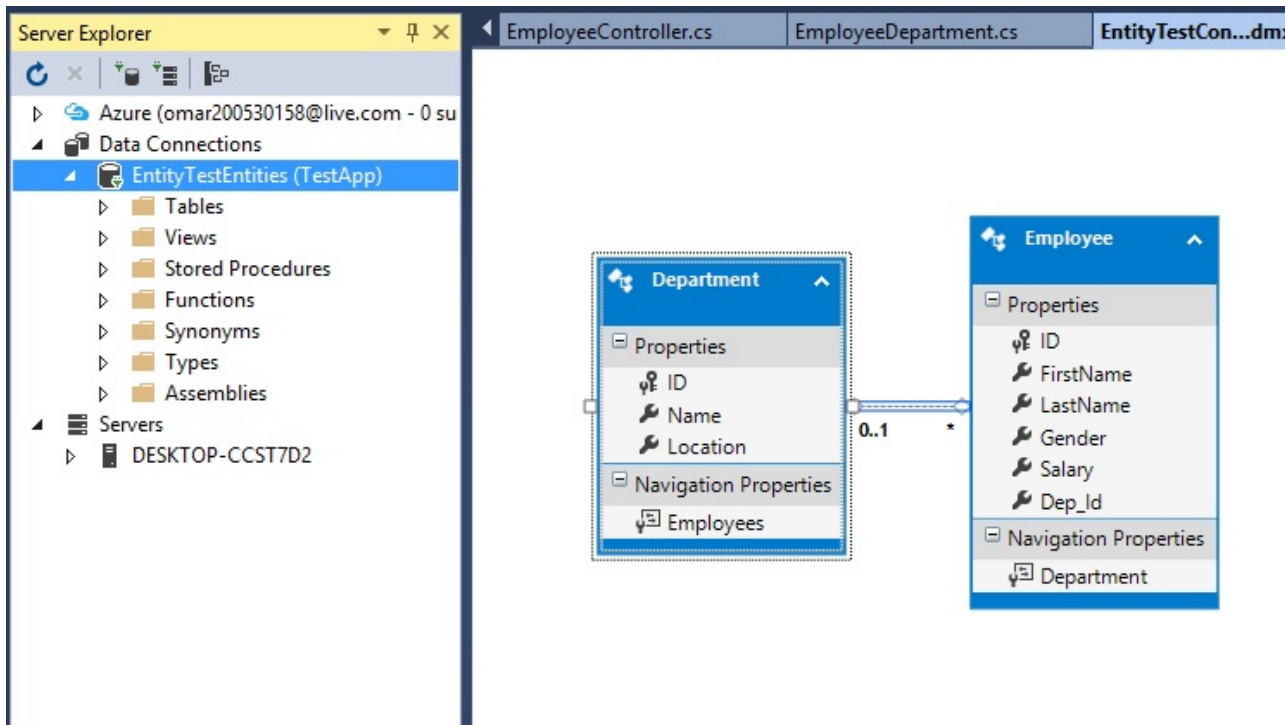 Server Explorer
EmployeeController.cs
EmployeeDepartment.cs
EntityTestCon...dmx
Azure (omar200530158@live.com - 0 su
Data Connections
EntityTestEntities (TestApp)
Tables
Views
Stored Procedures
Functions
Synonyms
Types
Assemblies
Servers
DESKTOP-CCST7D2
Department
Properties
ID
Name
Location
Navigation Properties
Employees
0..1
*
Employee
Properties
ID
FirstName
LastName
Gender
Salary
Dep_Id
Navigation Properties
Department